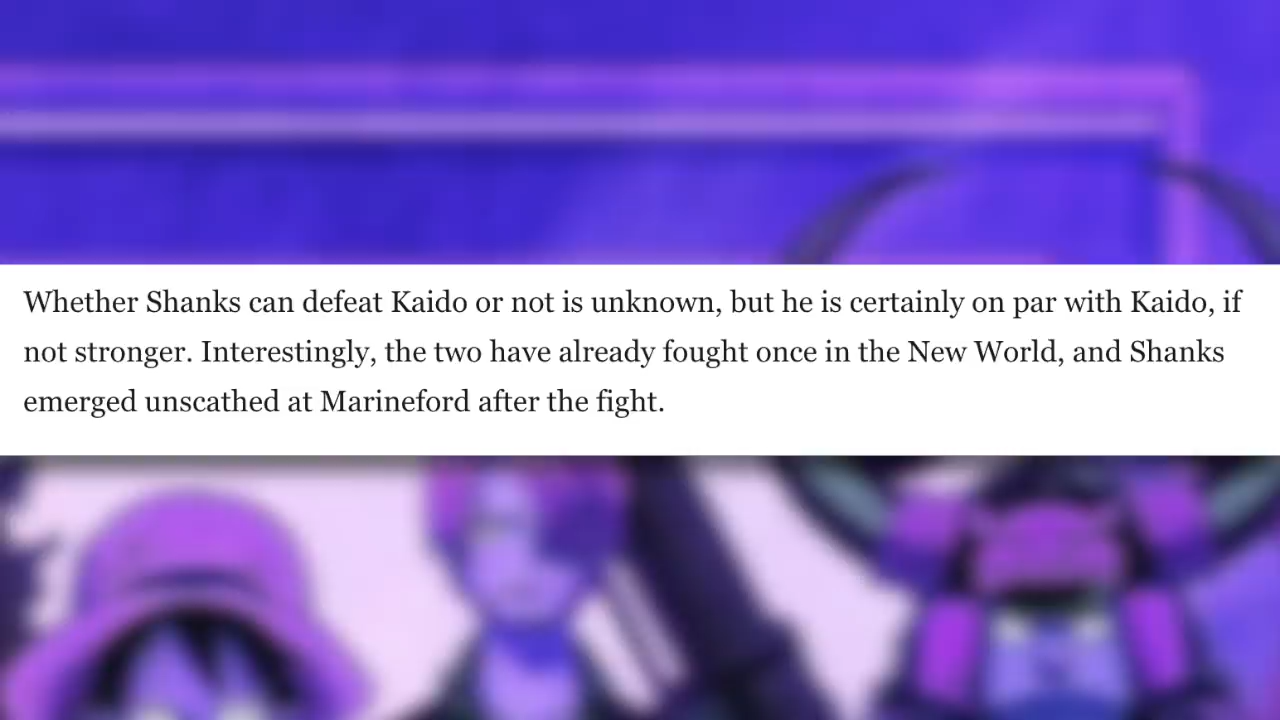 Whether Shanks can defeat Kaido or not is unknown, but he is certainly on par with Kaido, if
not stronger. Interestingly, the two have already fought once in the New World, and Shanks
emerged unscathed at Marineford after the fight.